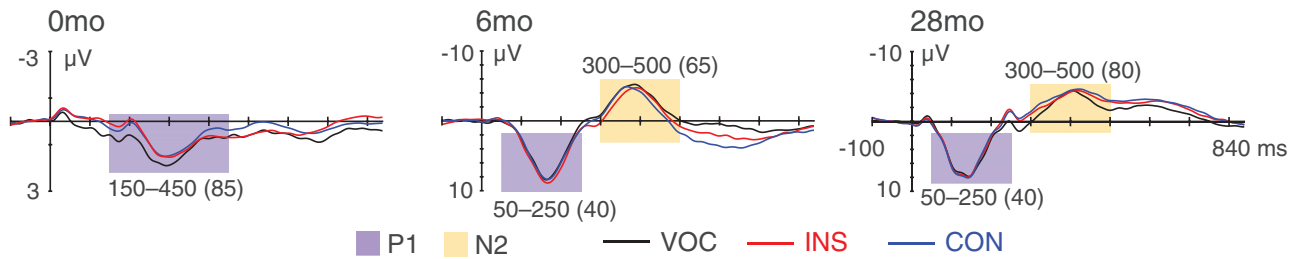 0mo
6mo
28mo
-3
µV
3
150–450 (85)
-10
µV
300–500 (65)
10
50–250 (40)
-10
µV
300–500 (80)
-100
840 ms
10
50–250 (40)
P1
N2
VOC
INS
CON